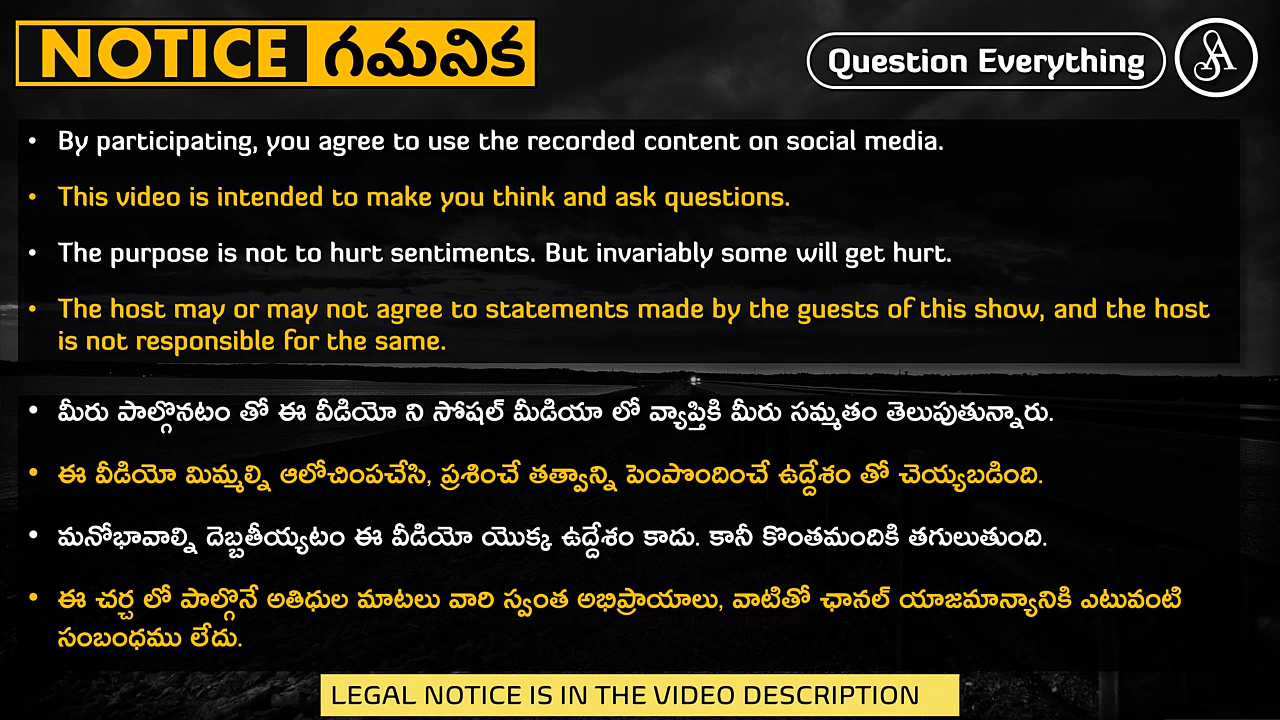 NOTICE గమనిక
Question Everything
• By participating, you agree to use the recorded content on social media.
• This video is intended to make you think and ask questions.
• The purpose is not to hurt sentiments. But invariably some will get hurt.
• The host may or may not agree to statements made by the guests of this show, and the host
is not responsible for the same.
• మీరు పాల్గొనటం తో ఈ వీడియో ని సోషల్ మీడియా లో వ్యాప్తికి మీరు సమ్మతం తెలుపుతున్నారు.
• ఈ వీడియో మిమ్మల్ని ఆలోచింపచేసి, ప్రశించే తత్వాన్ని పెంపొందించే ఉద్దేశం తో చెయ్యబడింది.
• మనోభావాల్ని దెబ్బతీయ్యటం ఈ వీడియో యొక్క ఉద్దేశం కాదు. కానీ కొంతమందికి తగులుతుంది.
• ఈ చర్చ లో పాల్గొనే అతిధుల మాటలు వారి స్వంత అభిప్రాయాలు, వాటితో ఛానల్ యాజమాన్యానికి ఎటువంటి
సంబంధము లేదు.
LEGAL NOTICE IS IN THE VIDEO DESCRIPTION